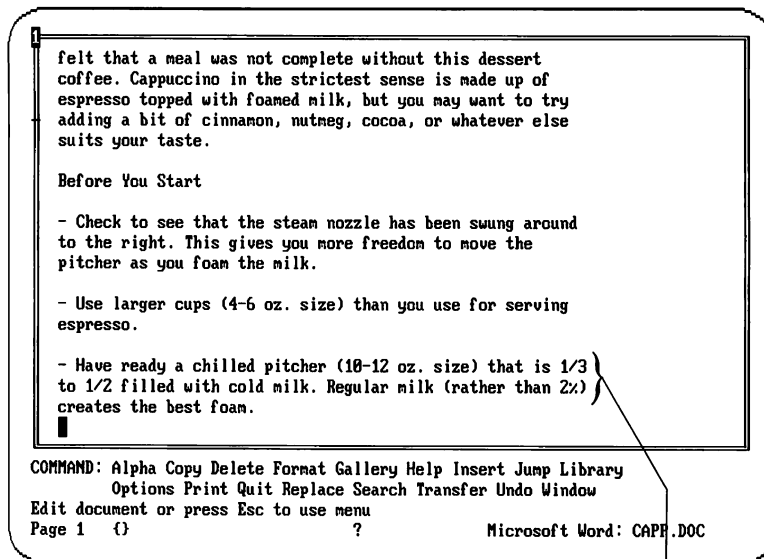 1
felt that a meal was not complete without this dessert
coffee. Cappuccino in the strictest sense is made up of
espresso topped with foamed milk, but you may want to try
adding a bit of cinnamon, nutmeg, cocoa, or whatever else
suits your taste.
Before You Start
- Check to see that the steam nozzle has been swung around
to the right. This gives you more freedom to move the
pitcher as you foam the milk.
- Use larger cups (4-6 oz. size) than you use for serving
espresso.
- Have ready a chilled pitcher (10-12 oz. size) that is 1/3
to 1/2 filled with cold milk. Regular milk (rather than 2%)
creates the best foam.
COMMAND: Alpha Copy Delete Format Gallery Help Insert Jump Library
Options Print Quit Replace Search Transfer Undo Window
Edit document or press Esc to use menu
Page 1 {} ? Microsoft Word: CAPP.DOC